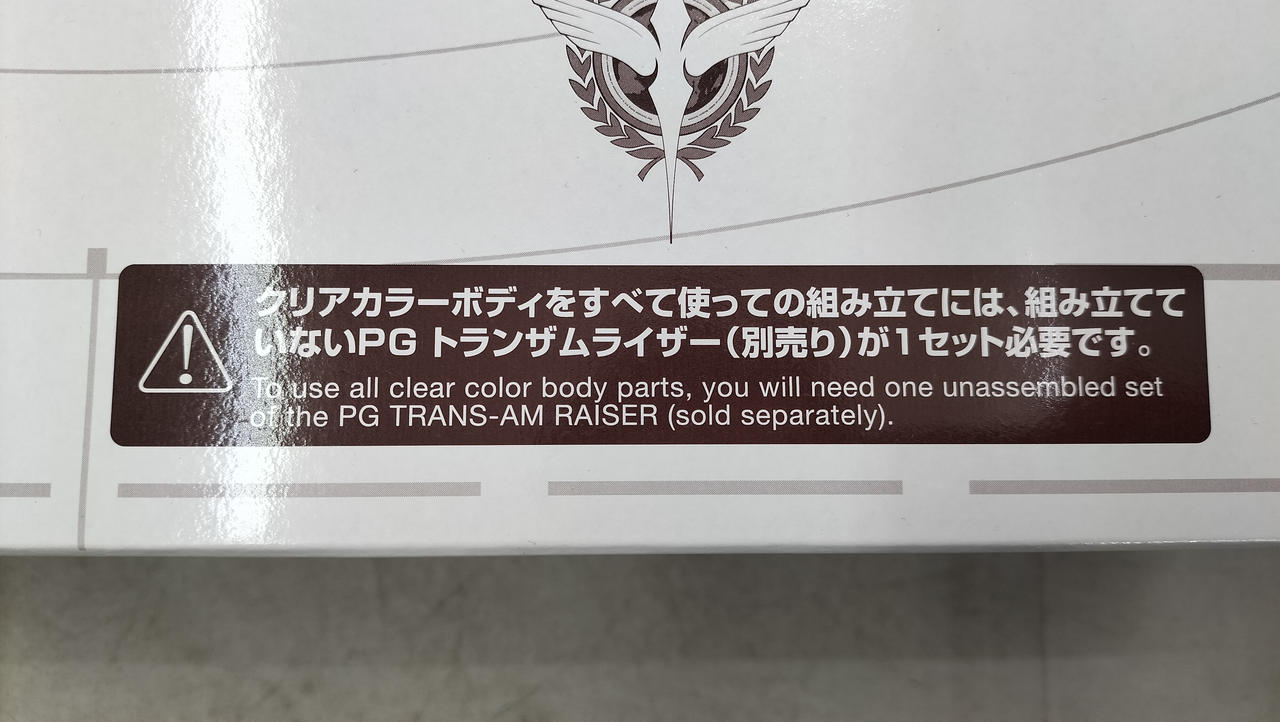 クリアカラーボディをすべて使っての組み立てには、組み立てて
いないPG トランザムライザー(別売り)が1セット必要です。
To use all clear color body parts, you will need one unassembled set
of the PG TRANS-AM RAISER (sold separately).